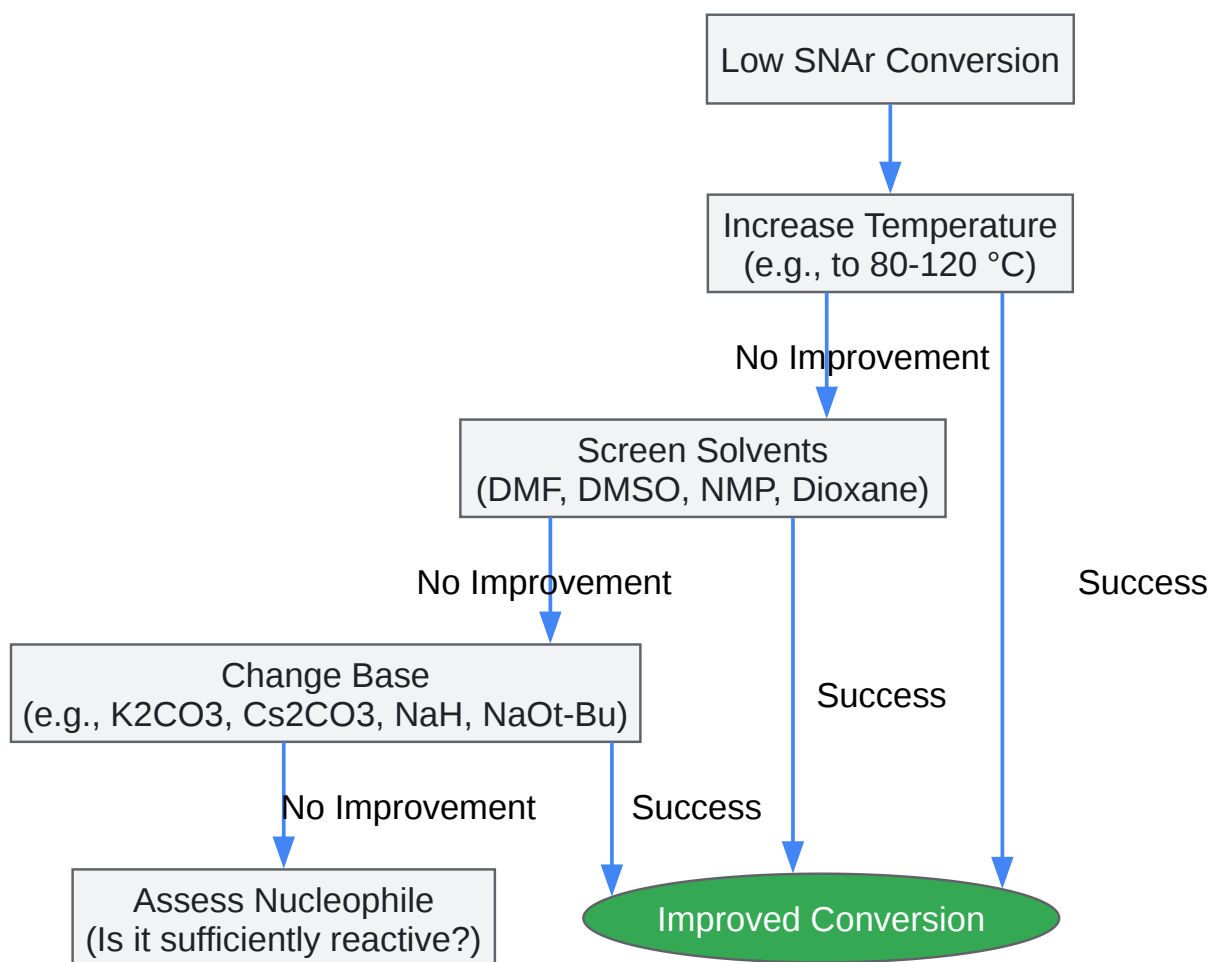 Low SNAr Conversion
Increase Temperature
(e.g., to 80-120 °C)
No Improvement
Screen Solvents
(DMF, DMSO, NMP, Dioxane)
No Improvement
Success
Change Base
(e.g., K2CO3, Cs2CO3, NaH, NaOt-Bu)
Success
No Improvement
Success
Assess Nucleophile
(Is it sufficiently reactive?)
Improved Conversion